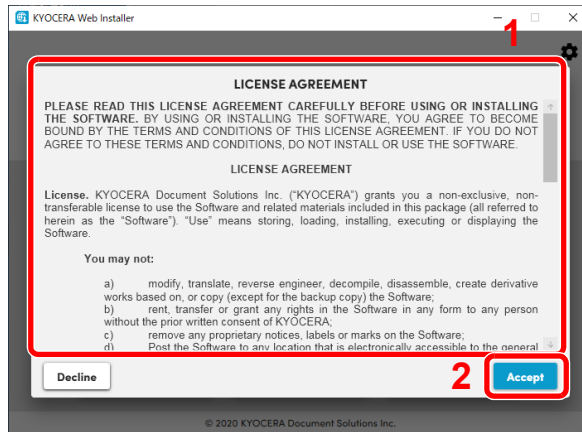 KYOCERA Web Installer
1
LICENSE AGREEMENT
PLEASE READ THIS LICENSE AGREEMENT CAREFULLY BEFORE USING OR INSTALLING
THE SOFTWARE. BY USING OR INSTALLING THE SOFTWARE, YOU AGREE TO BECOME
BOUND BY THE TERMS AND CONDITIONS OF THIS LICENSE AGREEMENT. IF YOU DO NOT
AGREE TO THESE TERMS AND CONDITIONS, DO NOT INSTALL OR USE THE SOFTWARE.
LICENSE AGREEMENT
License. KYOCERA Document Solutions Inc. (“KYOCERA”) grants you a non-exclusive, non-
transferable license to use the Software and related materials included in this package (all referred to
herein as the “Software”). “Use” means storing, loading, installing, executing or displaying the
Software.
You may not:
a) modify, translate, reverse engineer, decompile, disassemble, create derivative
works based on, or copy (except for the backup copy) the Software;
b) rent, transfer or grant any rights in the Software in any form to any person
without the prior written consent of KYOCERA;
c) remove any proprietary notices, labels or marks on the Software;
d) Post the Software to any location that is electronically accessible to the general
Decline
2
Accept
© 2020 KYOCERA Document Solutions Inc.